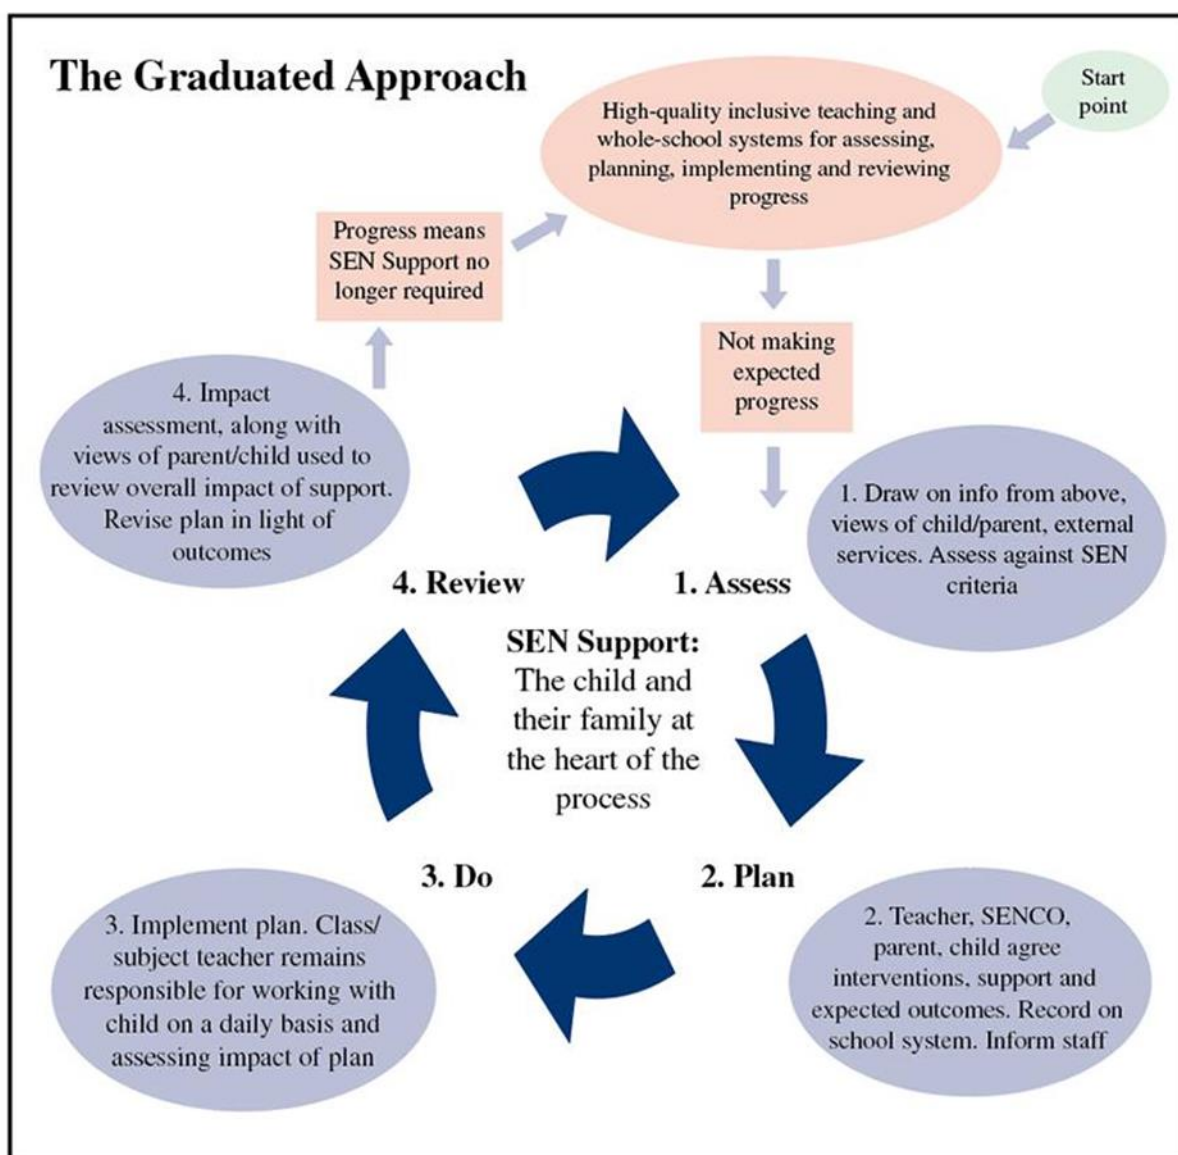 The Graduated Approach
Start
point
High-quality inclusive teaching and
whole-school systems for assessing,
planning, implementing and reviewing
progress
Progress means
SEN Support no
longer required
Not making
expected
progress
4. Impact
assessment, along with
views of parent/child used to
review overall impact of support.
Revise plan in light of
outcomes
1. Draw on info from above,
views of child/parent, external
services. Assess against SEN
criteria
4. Review
1. Assess
SEN Support:
The child and
their family at
the heart of the
process
3. Do
2. Plan
3. Implement plan. Class/
subject teacher remains
responsible for working with
child on a daily basis and
assessing impact of plan
2. Teacher, SENCO,
parent, child agree
interventions, support and
expected outcomes. Record on
school system. Inform staff